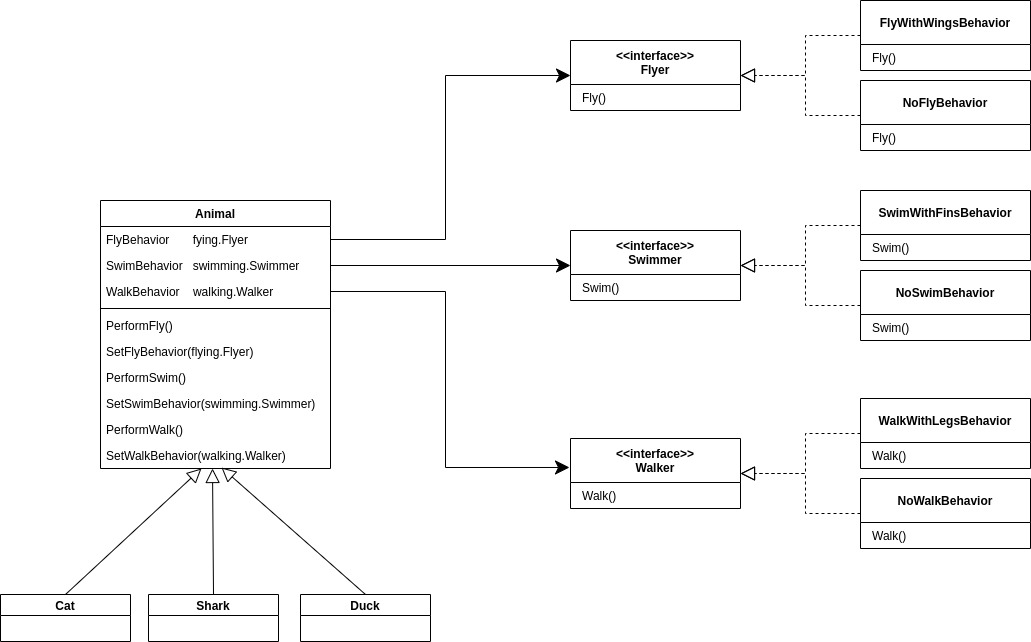 FlyWithWingsBehavior
Fly()
<<interface>>
Flyer
Fly()
NoFlyBehavior
Fly()
Animal
FlyBehavior fying.Flyer
SwimBehavior swimming.Swimmer
WalkBehavior walking.Walker
PerformFly()
SetFlyBehavior(flying.Flyer)
PerformSwim()
SetSwimBehavior(swimming.Swimmer)
PerformWalk()
SetWalkBehavior(walking.Walker)
SwimWithFinsBehavior
Swim()
<<interface>>
Swimmer
Swim()
NoSwimBehavior
Swim()
WalkWithLegsBehavior
Walk()
<<interface>>
Walker
Walk()
NoWalkBehavior
Walk()
Cat
Shark
Duck